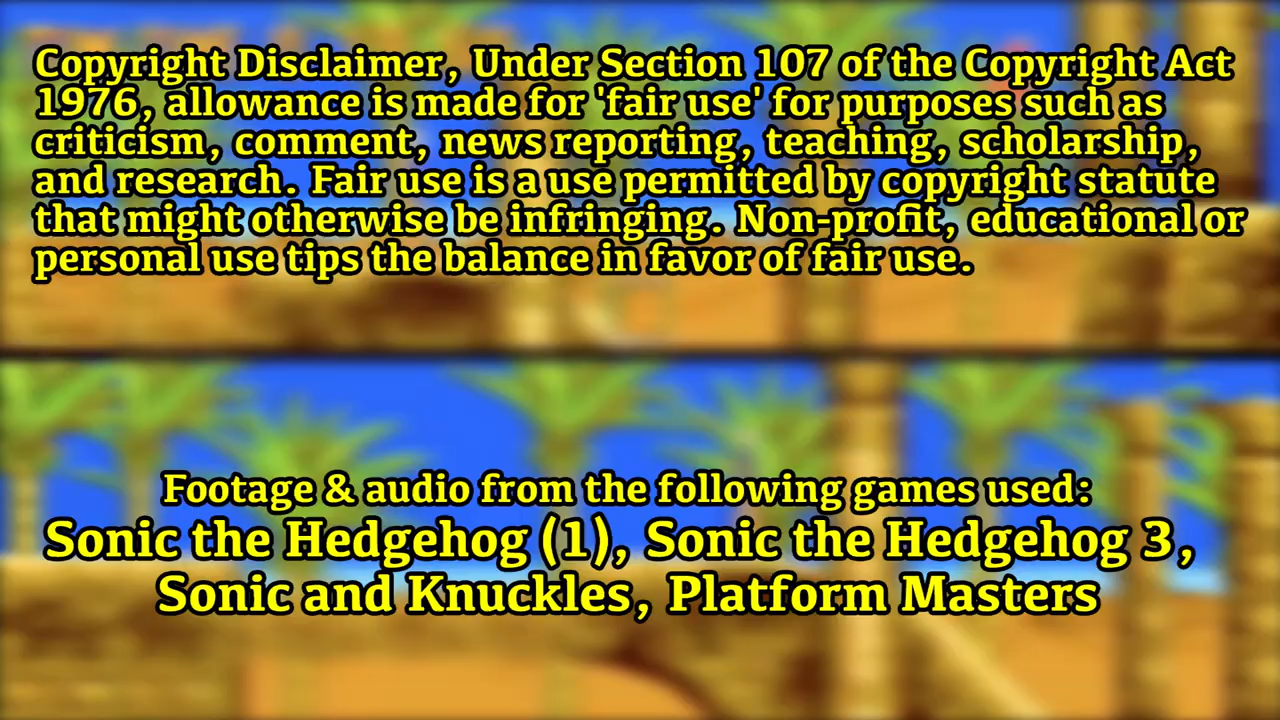 Copyright Disclaimer, Under Section 107 of the Copyright Act
1976, allowance is made for 'fair use' for purposes such as
criticism, comment, news reporting, teaching, scholarship,
and research. Fair use is a use permitted by copyright statute
that might otherwise be infringing. Non-profit, educational or
personal use tips the balance in favor of fair use.
Footage & audio from the following games used:
Sonic the Hedgehog (1), Sonic the Hedgehog 3,
Sonic and Knuckles, Platform Masters